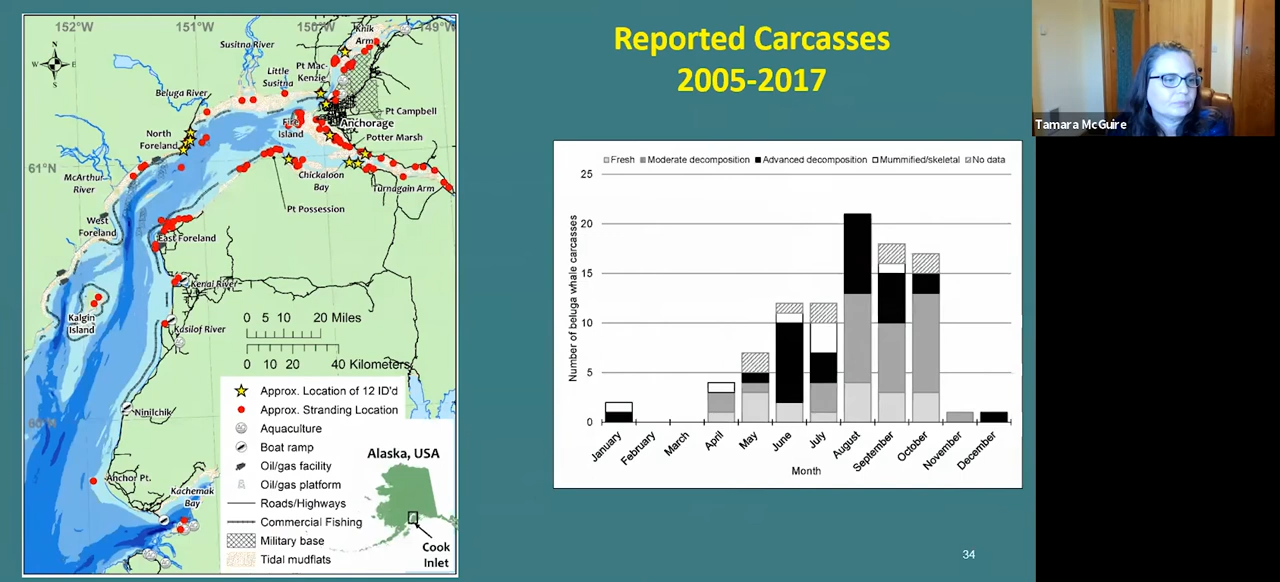 Reported Carcasses
2005-2017
Tamara McGuire
152°W
151°W
150°W
149°W
N
W
E
S
Knik
Arm
Susitna River
Pt Mac-
Kenzie
Little
Susitna
Beluga River
Pt Campbell
Anchorage
Fire
Island
North
Foreland
Potter Marsh
61°N
McArthur
River
Chickaloon
Bay
Turnagain Arm
Pt Possession
West
Foreland
East Foreland
Kenai River
Kalgin
Island
Kasilof River
0 5 10 20 Miles
0 10 20 40 Kilometers
Ninilchik
60°N
Anchor Pt.
Kachemak
Bay
Approx. Location of 12 ID'd
Approx. Stranding Location
Aquaculture
Boat ramp
Oil/gas facility
Oil/gas platform
Roads/Highways
Commercial Fishing
Military base
Tidal mudflats
Alaska, USA
Cook
Inlet
Fresh Moderate decomposition Advanced decomposition Mummified/skeletal No data
Number of beluga whale carcasses
25
20
15
10
5
0
January February March April May June July August September October November December
Month
34